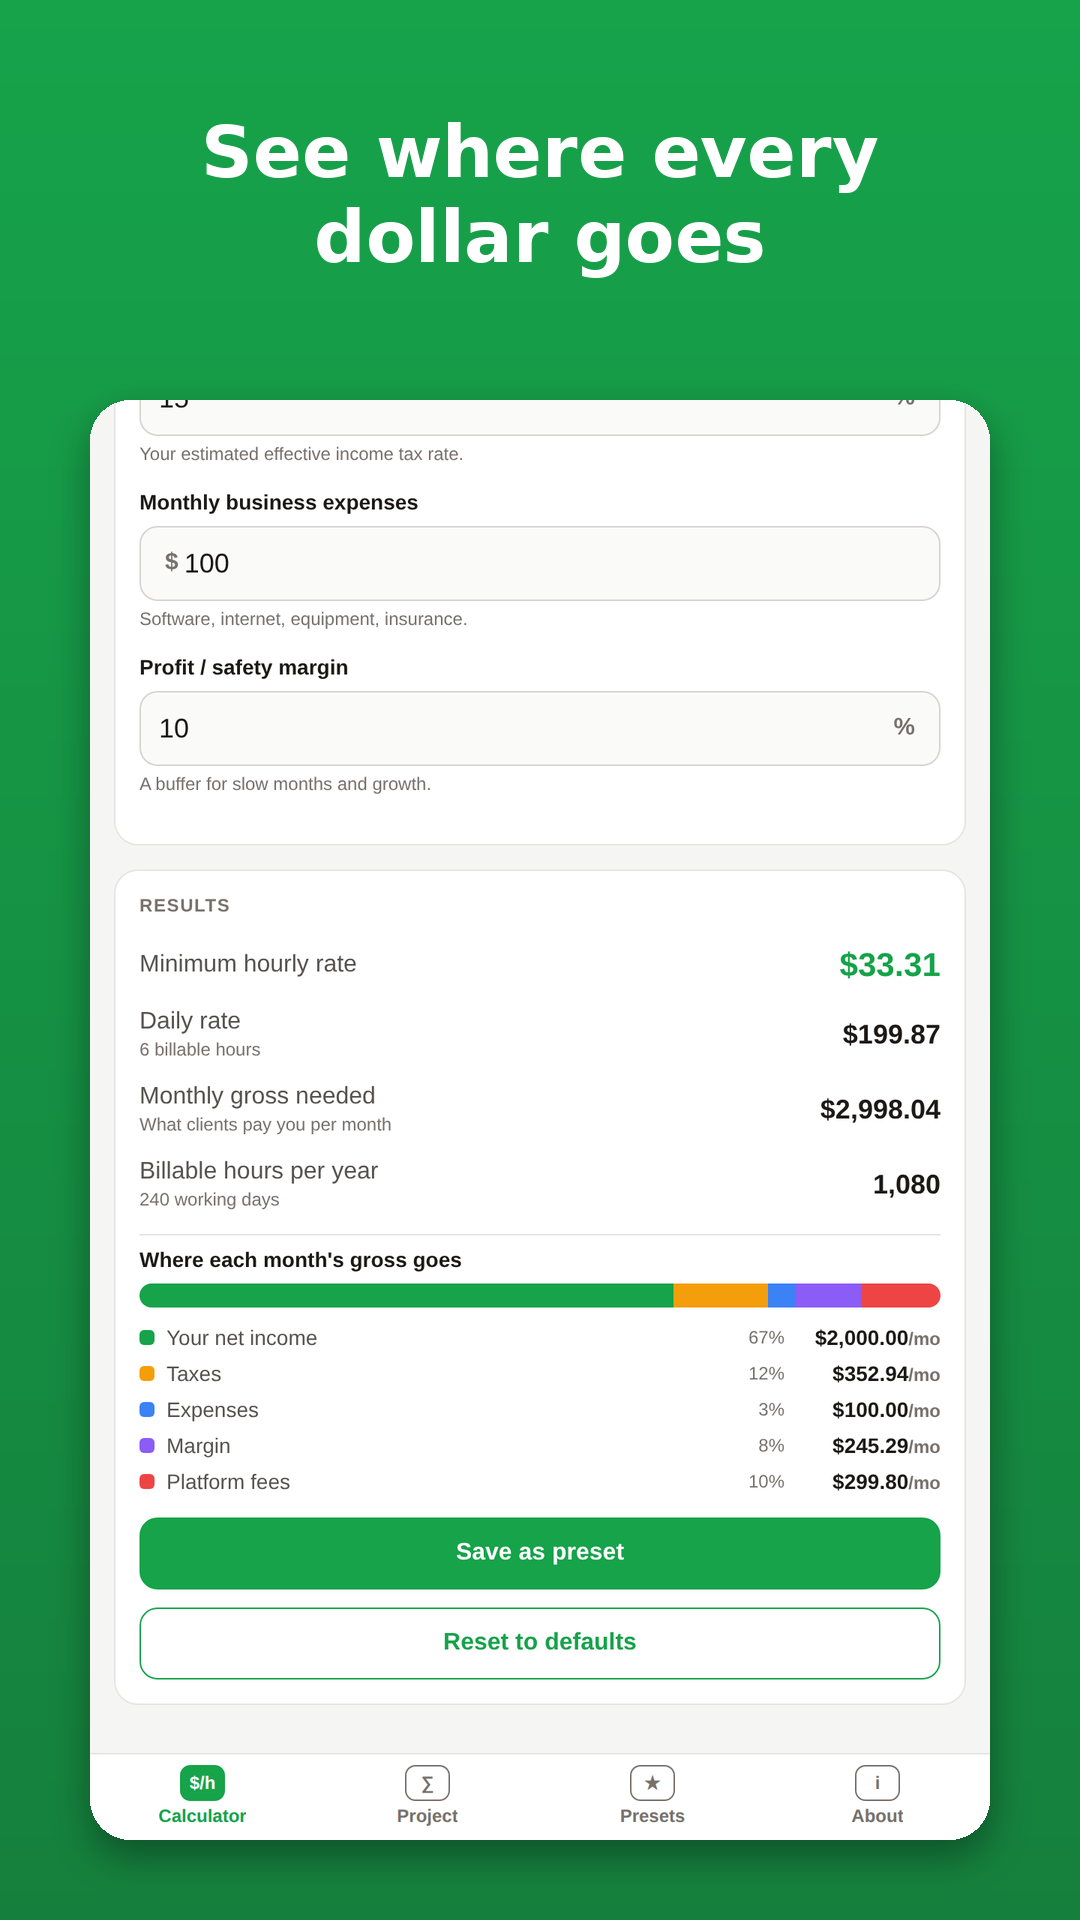 See where every
dollar goes
15 %
Your estimated effective income tax rate.
Monthly business expenses
$ 100
Software, internet, equipment, insurance.
Profit / safety margin
10 %
A buffer for slow months and growth.
RESULTS
Minimum hourly rate $33.31
Daily rate $199.87
6 billable hours
Monthly gross needed $2,998.04
What clients pay you per month
Billable hours per year 1,080
240 working days
Where each month's gross goes
Your net income 67% $2,000.00/mo
Taxes 12% $352.94/mo
Expenses 3% $100.00/mo
Margin 8% $245.29/mo
Platform fees 10% $299.80/mo
Save as preset
Reset to defaults
$/h ∑ ★ i
Calculator Project Presets About